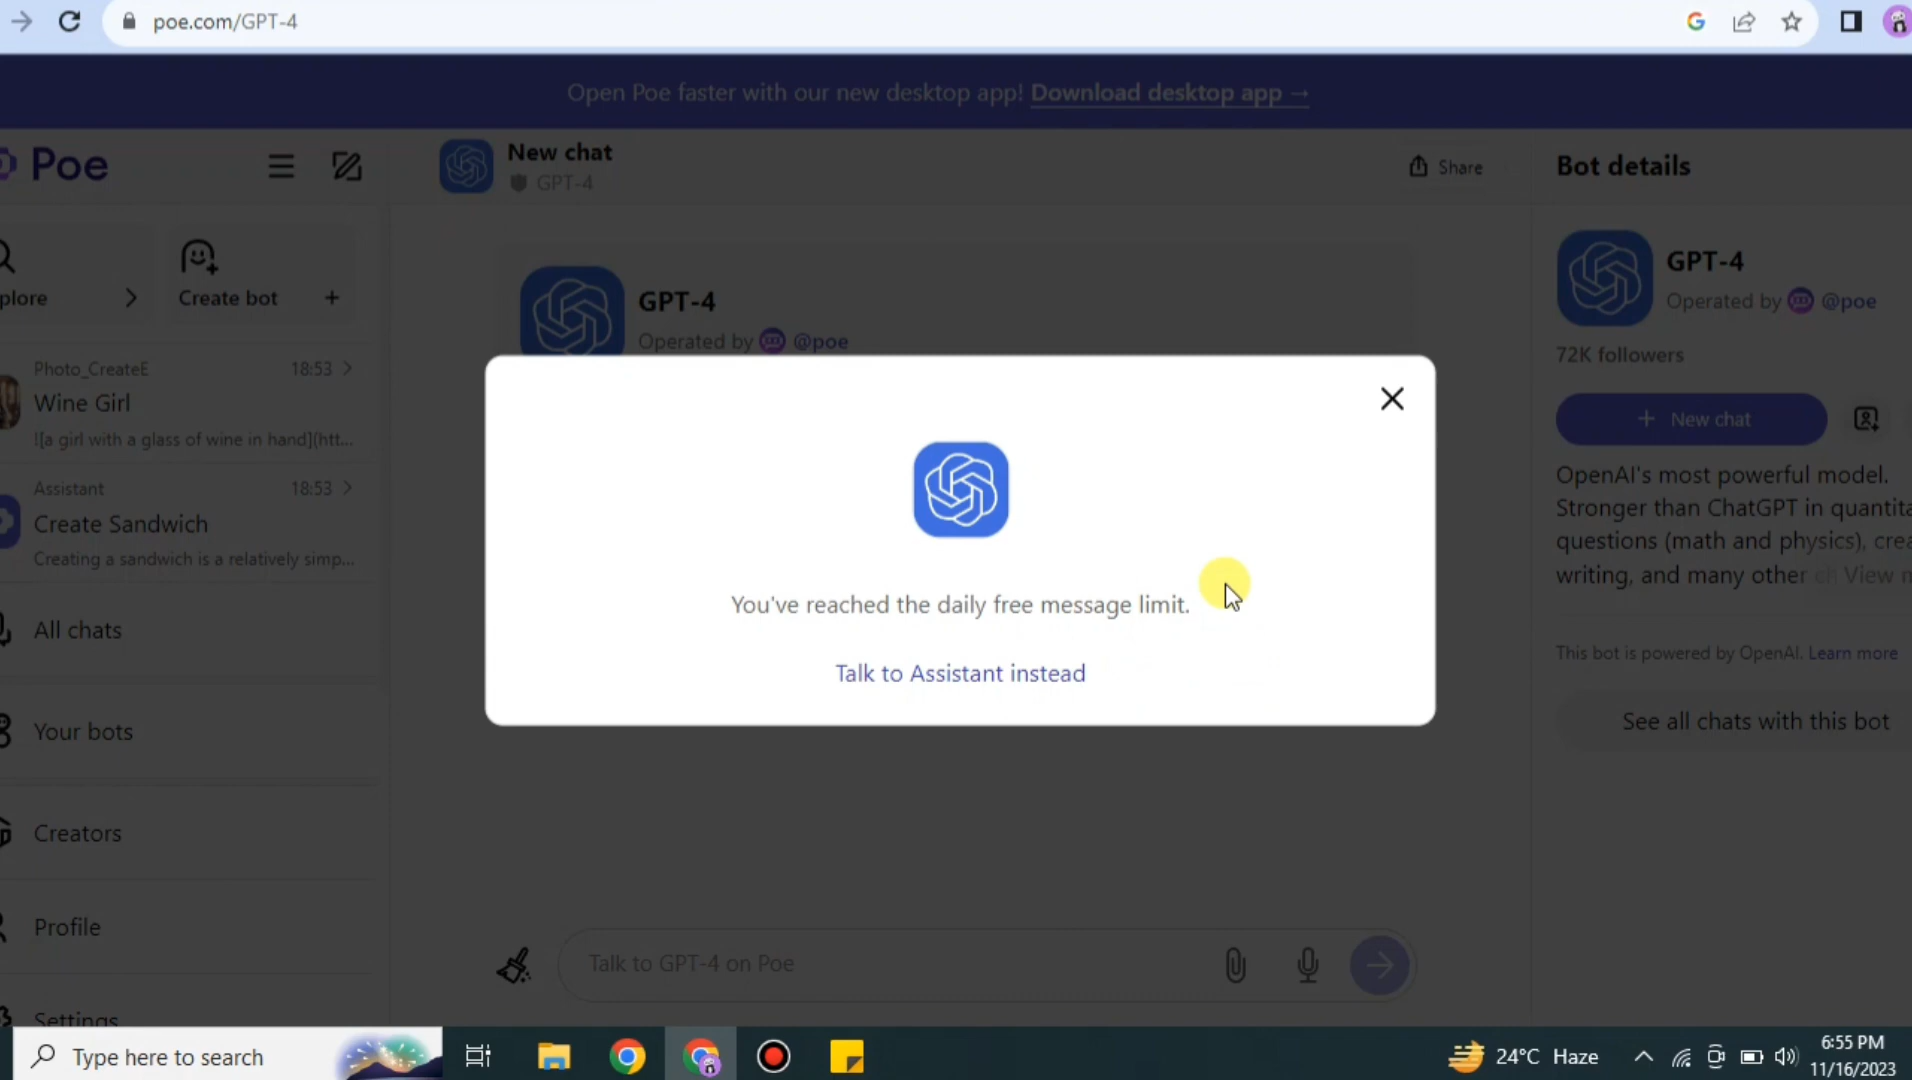 poe.com/GPT-4
Open Poe faster with our new desktop app! Download desktop app →
Poe
New chat
GPT-4
Share
Bot details
plore
Create bot +
GPT-4
Operated by @poe
GPT-4
Operated by @poe
72K followers
+ New chat
OpenAI's most powerful model.
Stronger than ChatGPT in quantita
questions (math and physics), crea
writing, and many other ch View m
This bot is powered by OpenAI. Learn more
See all chats with this bot
Photo_CreateE 18:53
Wine Girl
![a girl with a glass of wine in hand](htt...
Assistant 18:53
Create Sandwich
Creating a sandwich is a relatively simp...
All chats
Your bots
Creators
Profile
Settings
You've reached the daily free message limit.
Talk to Assistant instead
Talk to GPT-4 on Poe
Type here to search
24°C Haze
6:55 PM
11/16/2023